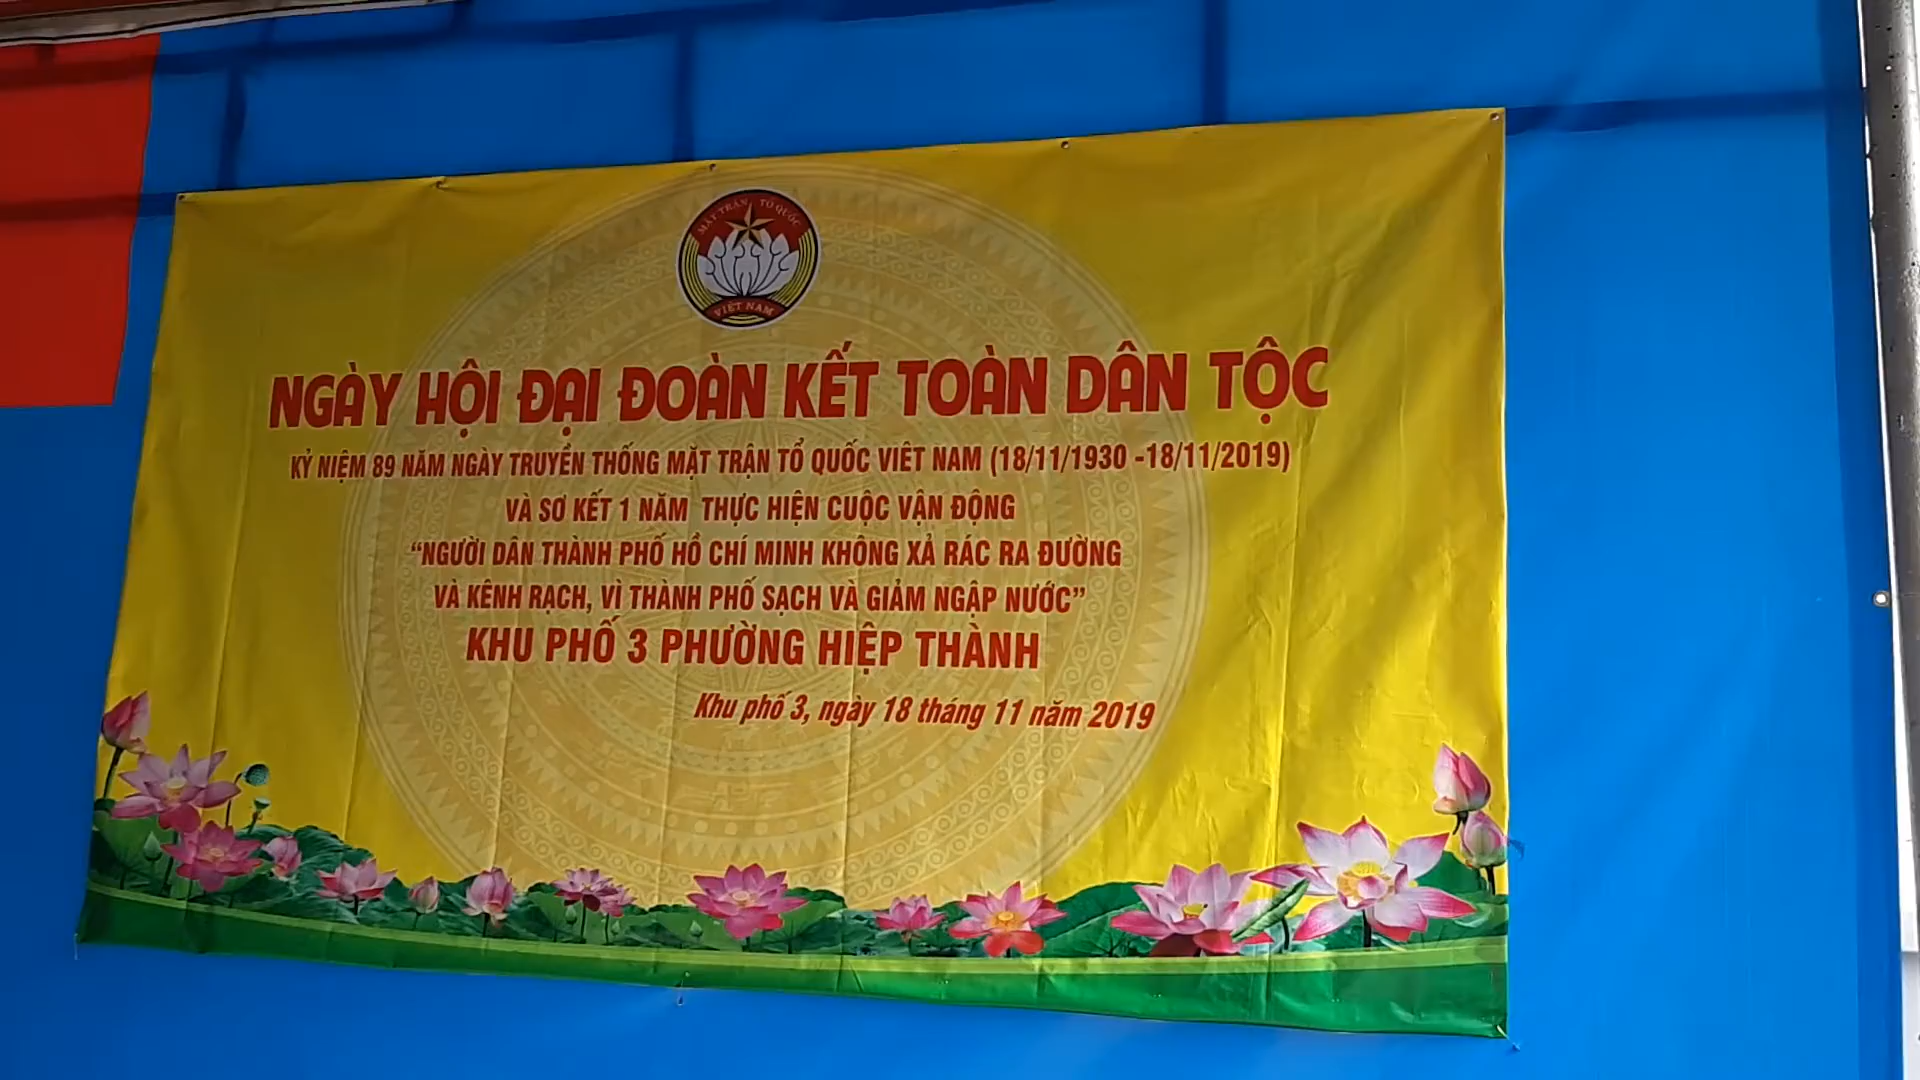 MẶT TRẬN TỔ QUỐC
VIỆT NAM
NGÀY HỘI ĐẠI ĐOÀN KẾT TOÀN DÂN TỘC
KỶ NIỆM 89 NĂM NGÀY TRUYỀN THỐNG MẶT TRẬN TỔ QUỐC VIÊT NAM (18/11/1930 -18/11/2019)
VÀ SƠ KẾT 1 NĂM THỰC HIỆN CUỘC VẬN ĐỘNG
“NGƯỜI DÂN THÀNH PHỐ HỒ CHÍ MINH KHÔNG XẢ RÁC RA ĐƯỜNG
VÀ KÊNH RẠCH, VÌ THÀNH PHỐ SẠCH VÀ GIẢM NGẬP NƯỚC”
KHU PHỐ 3 PHƯỜNG HIỆP THÀNH
Khu phố 3, ngày 18 tháng 11 năm 2019